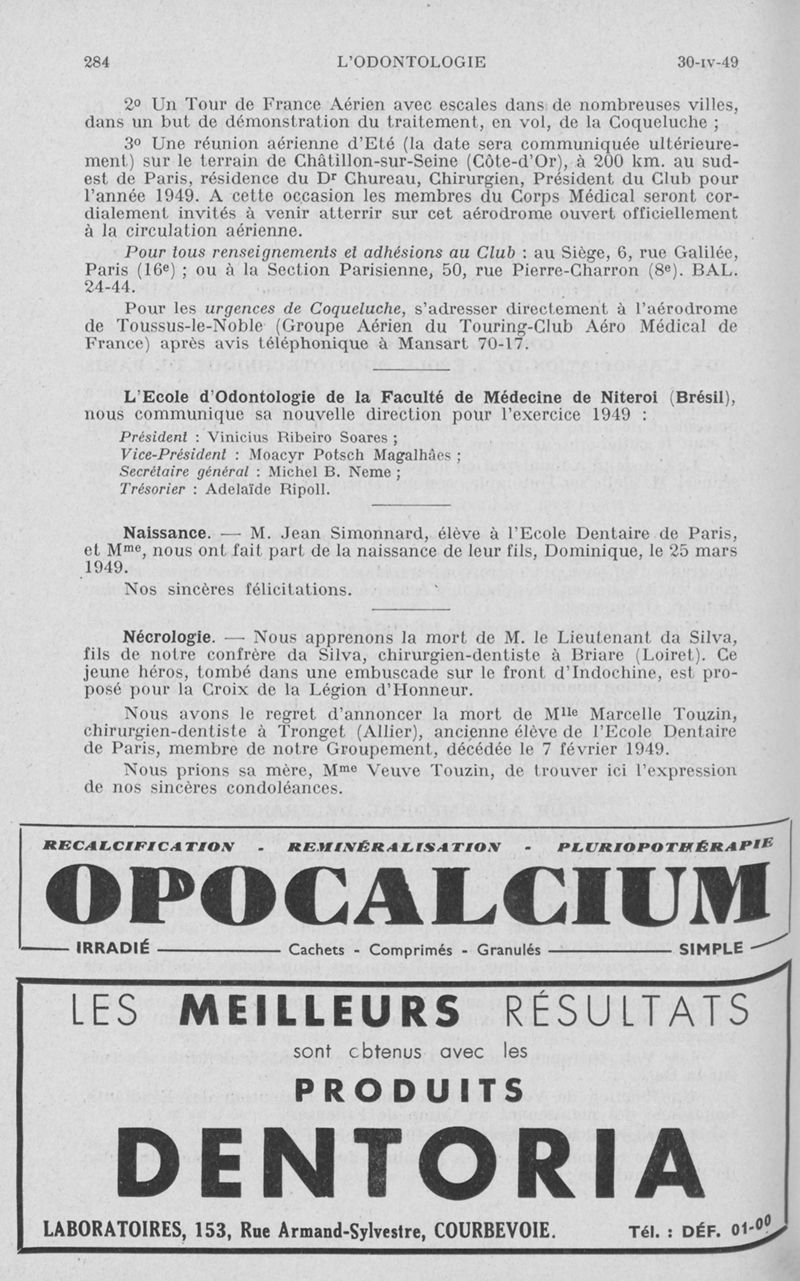 284 L'ODONTOLOGIE 30-IV-49
2º Un Tour de France Aérien avec escales dans de nombreuses villes,
dans un but de démonstration du traitement, en vol, de la Coqueluche ;
3º Une réunion aérienne d'Eté (la date sera communiquée ultérieure-
ment) sur le terrain de Châtillon-sur-Seine (Côte-d'Or), à 200 km. au sud-
est de Paris, résidence du Dr Chureau, Chirurgien, Président du Club pour
l'année 1949. A cette occasion les membres du Corps Médical seront cor-
dialement invités à venir atterrir sur cet aérodrome ouvert officiellement
à la circulation aérienne.
Pour tous renseignements et adhésions au Club : au Siège, 6, rue Galilée,
Paris (16e) ; ou à la Section Parisienne, 50, rue Pierre-Charron (8e). BAL.
24-44.
Pour les urgences de Coqueluche, s'adresser directement à l'aérodrome
de Toussus-le-Noble (Groupe Aérien du Touring-Club Aéro Médical de
France) après avis téléphonique à Mansart 70-17.
L'Ecole d'Odontologie de la Faculté de Médecine de Niteroi (Brésil),
nous communique sa nouvelle direction pour l'exercice 1949 :
Président : Vinicius Ribeiro Soares ;
Vice-Président : Moacyr Potsch Magalhães ;
Secrétaire général : Michel B. Neme ;
Trésorier : Adelaïde Ripoll.
Naissance. — M. Jean Simonnard, élève à l'Ecole Dentaire de Paris,
et Mme, nous ont fait part de la naissance de leur fils, Dominique, le 25 mars
1949.
Nos sincères félicitations.
Nécrologie. — Nous apprenons la mort de M. le Lieutenant da Silva,
fils de notre confrère da Silva, chirurgien-dentiste à Briare (Loiret). Ce
jeune héros, tombé dans une embuscade sur le front d'Indochine, est pro-
posé pour la Croix de la Légion d'Honneur.
Nous avons le regret d'annoncer la mort de Mlle Marcelle Touzin,
chirurgien-dentiste à Tronget (Allier), ancienne élève de l'Ecole Dentaire
de Paris, membre de notre Groupement, décédée le 7 février 1949.
Nous prions sa mère, Mme Veuve Touzin, de trouver ici l'expression
de nos sincères condoléances.
RECALCIFICATION - REMINÉRALISATION - PLURIOPOTHÉRAPIE
OPOCALCIUM
IRRADIÉ Cachets - Comprimés - Granulés SIMPLE
LES MEILLEURS RÉSULTATS
sont cbtenus avec les
PRODUITS
DENTORIA
LABORATOIRES, 153, Rue Armand-Sylvestre, COURBEVOIE. Tél. : DÉF. 01-00